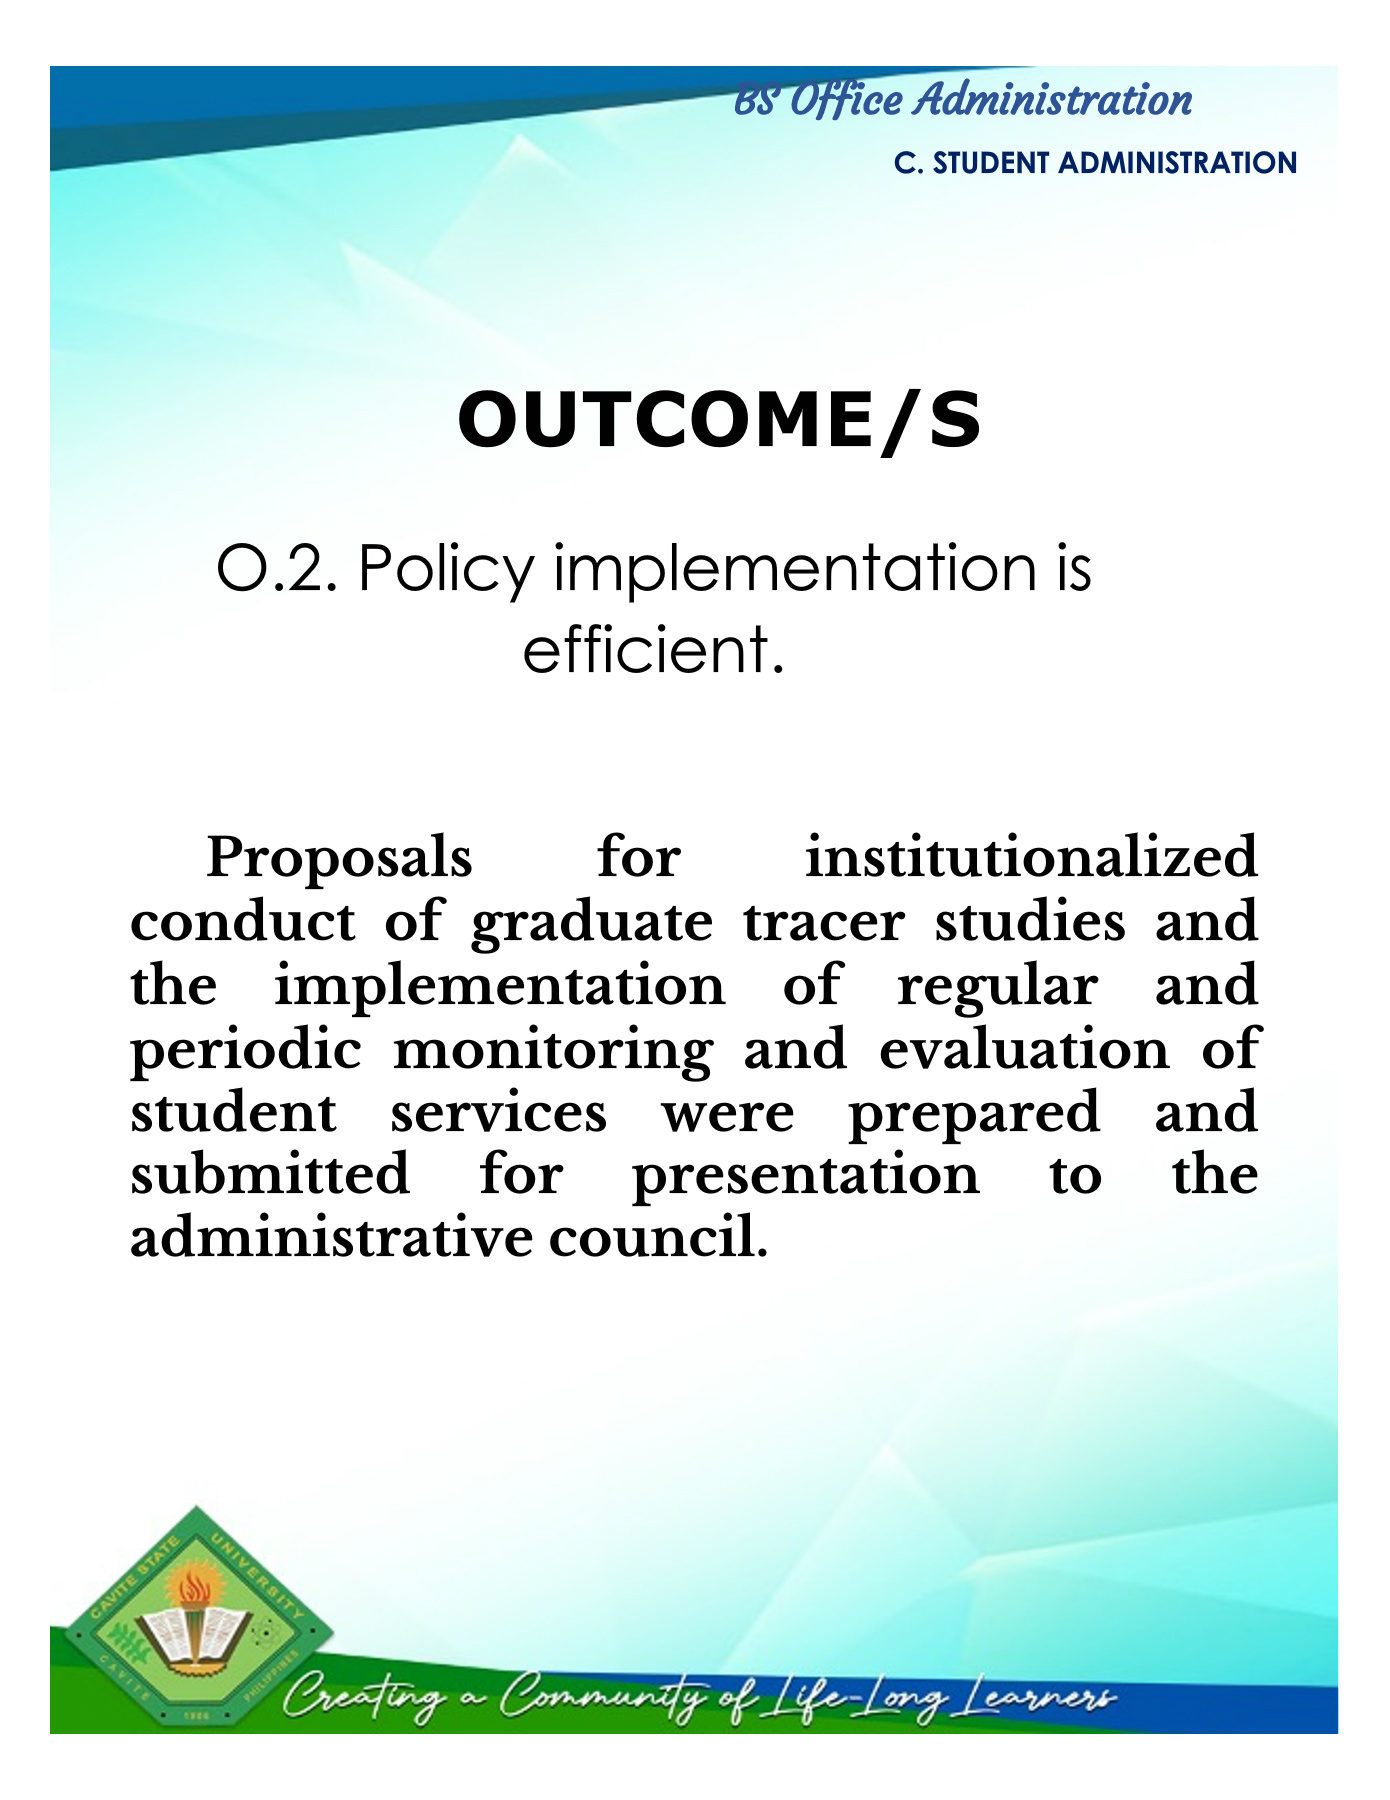 BS Office Administration
C. STUDENT ADMINISTRATION
OUTCOME/S
O.2. Policy implementation is
efficient.
Proposals for institutionalized
conduct of graduate tracer studies and
the implementation of regular and
periodic monitoring and evaluation of
student services were prepared and
submitted for presentation to the
administrative council.
CAVITE STATE UNIVERSITY
CAVITE PHILIPPINES
1906
Creating a Community of Life-Long Learners